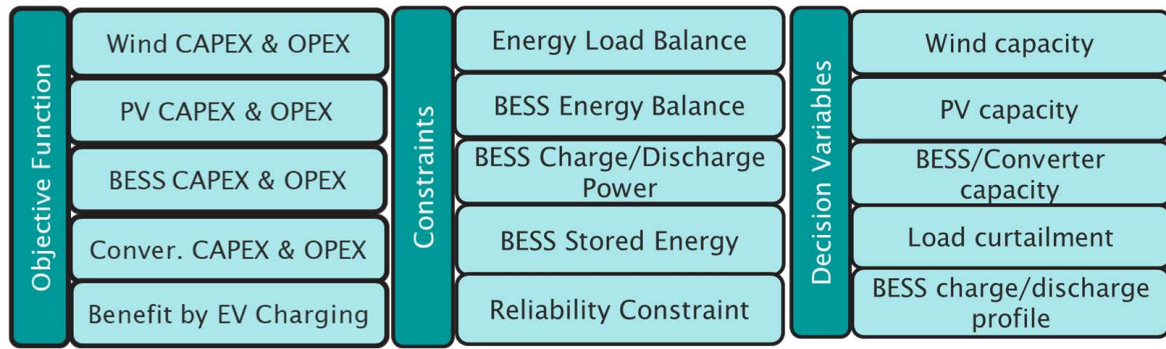 Objective Function
Wind CAPEX & OPEX
PV CAPEX & OPEX
BESS CAPEX & OPEX
Conver. CAPEX & OPEX
Benefit by EV Charging
Constraints
Energy Load Balance
BESS Energy Balance
BESS Charge/Discharge
Power
BESS Stored Energy
Reliability Constraint
Decision Variables
Wind capacity
PV capacity
BESS/Converter
capacity
Load curtailment
BESS charge/discharge
profile